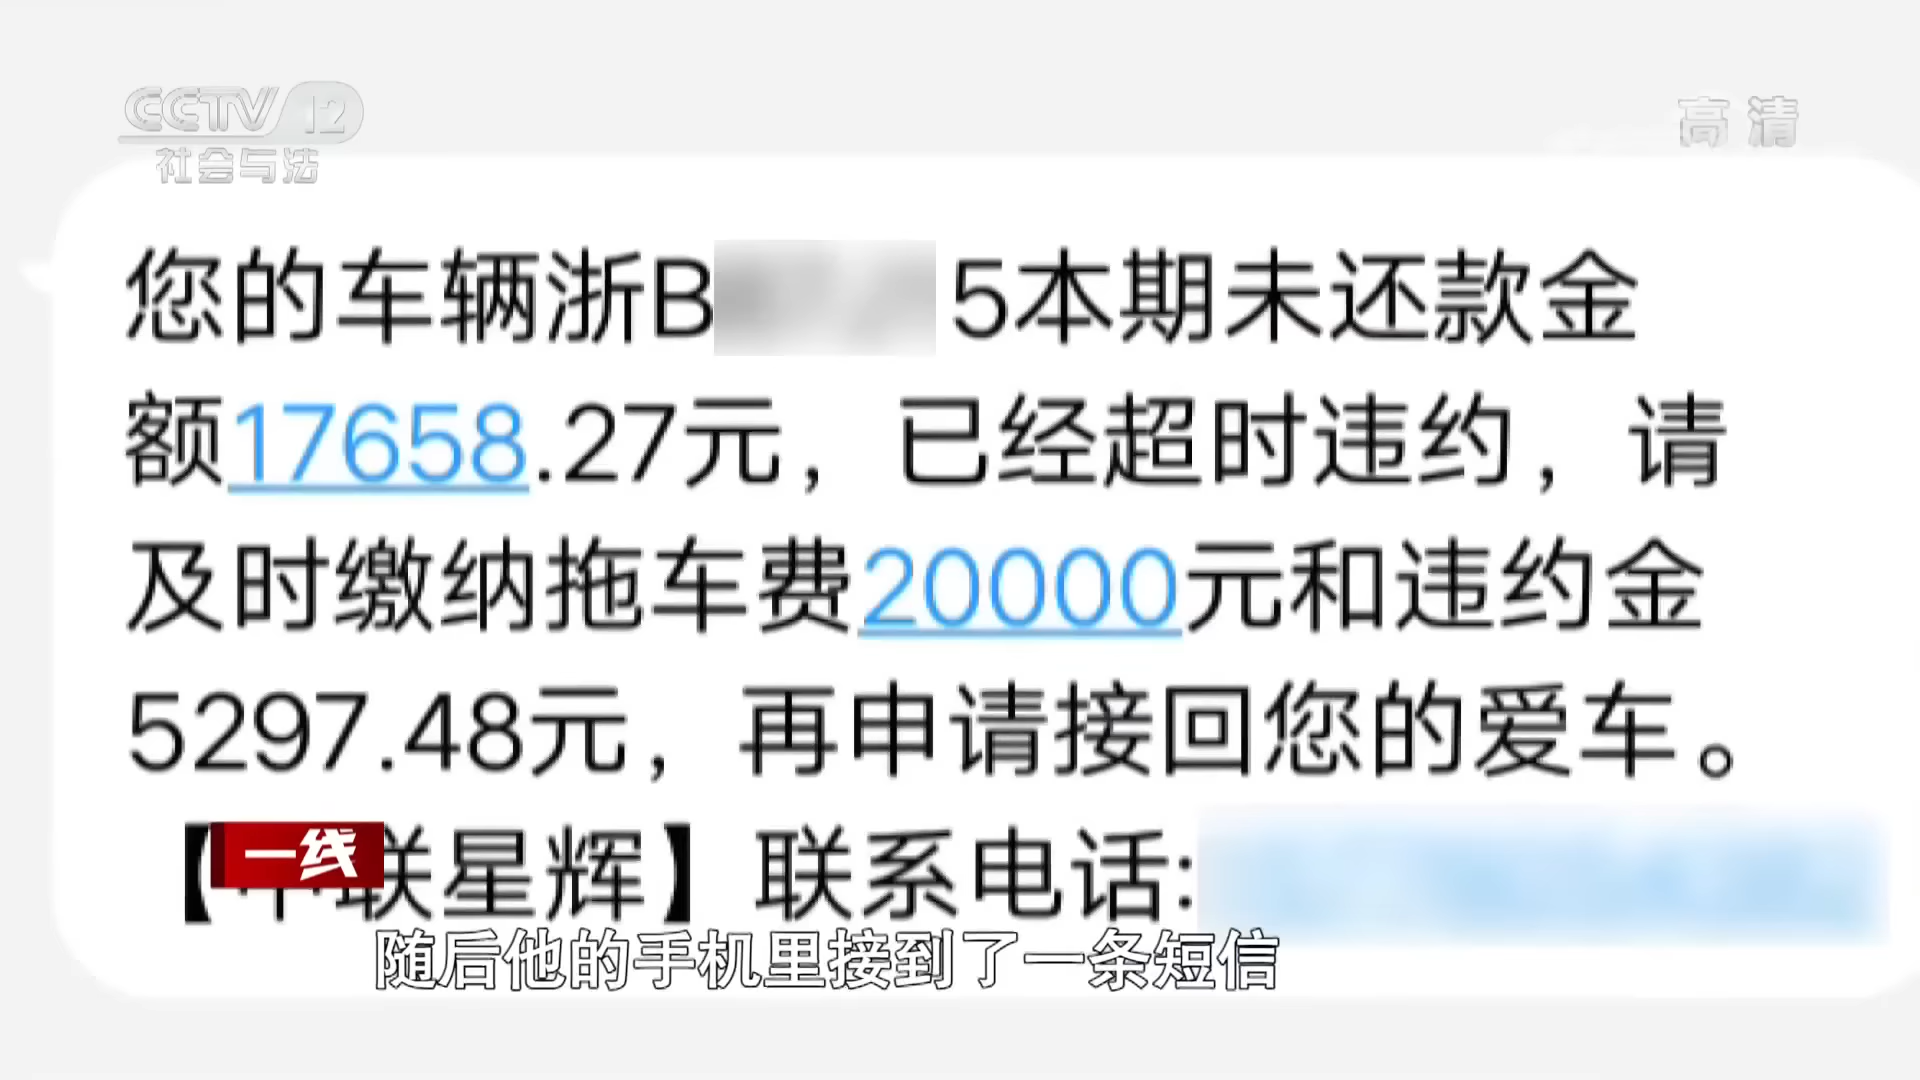 CCTV 12
社会与法
高清
您的车辆浙B 5本期未还款金
额17658.27元，已经超时违约，请
及时缴纳拖车费20000元和违约金
5297.48元，再申请接回您的爱车。
【 联星辉】联系电话:
一线
随后他的手机里接到了一条短信